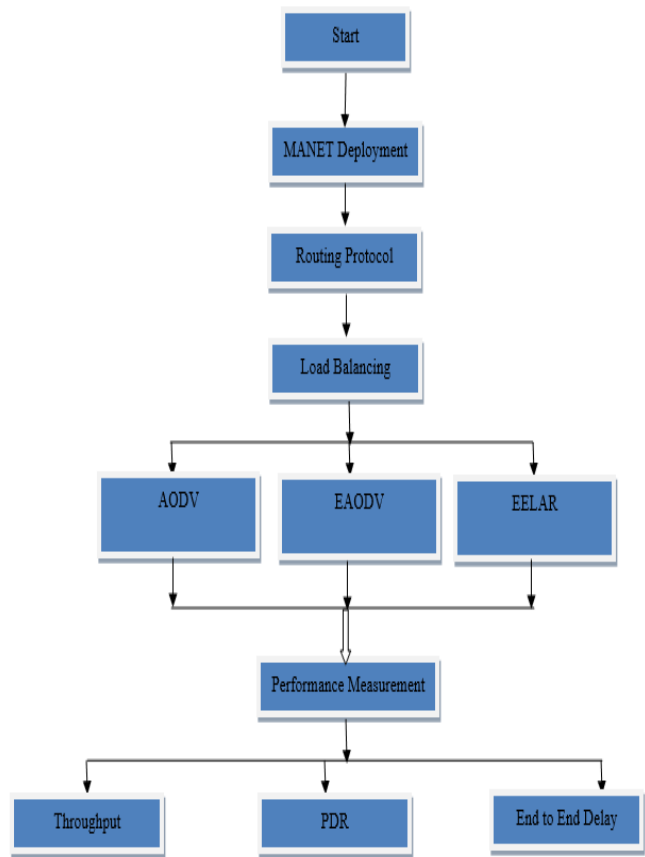 Start
MANET Deployment
Routing Protocol
Load Balancing
AODV
EAODV
EELAR
Performance Measurement
Throughput
PDR
End to End Delay